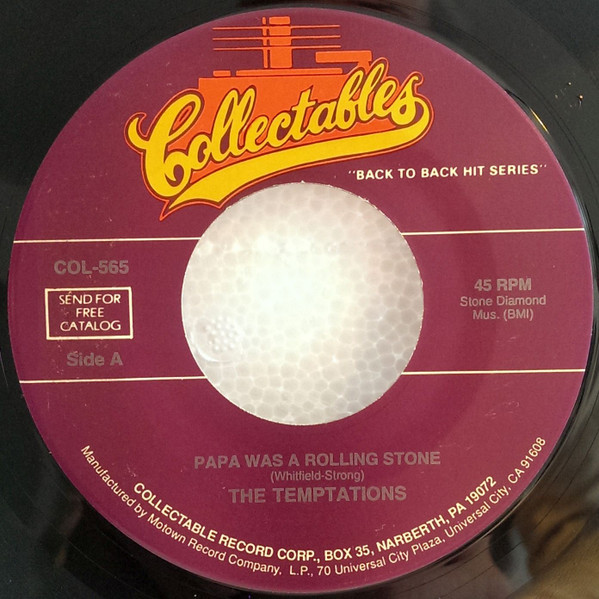 Collectables
"BACK TO BACK HIT SERIES"
COL-565
SEND FOR
FREE
CATALOG
Side A
45 RPM
Stone Diamond
Mus. (BMI)
PAPA WAS A ROLLING STONE
(Whitfield-Strong)
THE TEMPTATIONS
COLLECTABLE RECORD CORP., BOX 35, NARBERTH, PA 19072
Manufactured by Motown Record Company, L.P., 70 Universal City Plaza, Universal City, CA 91608